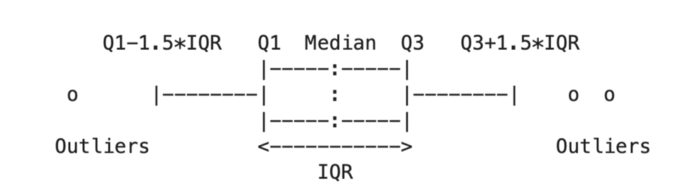 Q1-1.5*IQR   Q1  Median  Q3   Q3+1.5*IQR
                  |-----:-----|
 o       |--------|     :     |--------|    o  o
                  |-----:-----|
Outliers          <----------->            Outliers
                       IQR